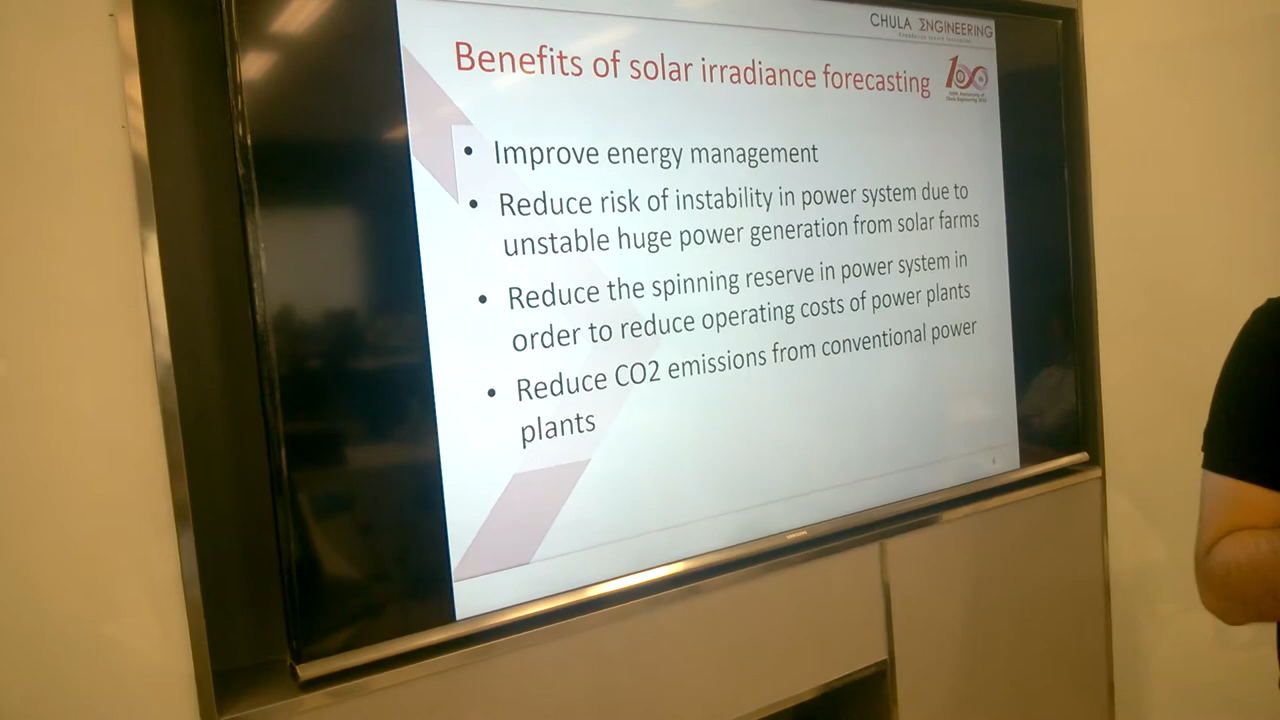 CHULA ΣNGINEERING
Benefits of solar irradiance forecasting
100
• Improve energy management
• Reduce risk of instability in power system due to
unstable huge power generation from solar farms
• Reduce the spinning reserve in power system in
order to reduce operating costs of power plants
• Reduce CO2 emissions from conventional power
plants
SAMSUNG